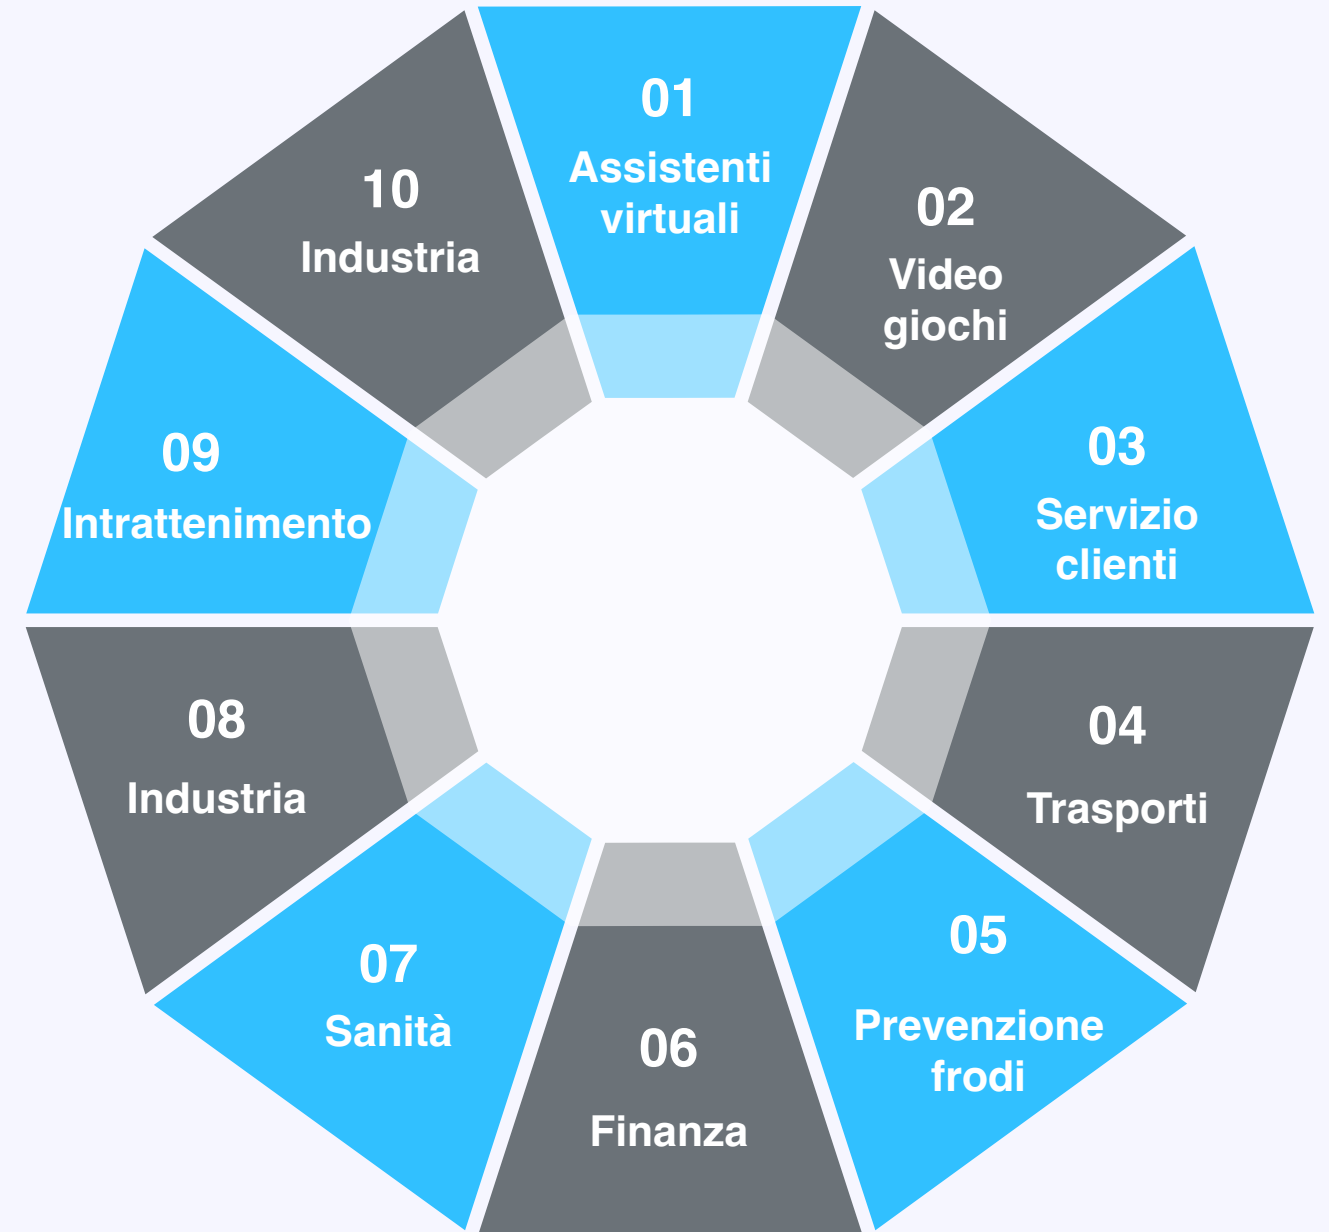 01
Assistenti
virtuali
02
Video
giochi
03
Servizio
clienti
04
Trasporti
05
Prevenzione
frodi
06
Finanza
07
Sanità
08
Industria
09
Intrattenimento
10
Industria